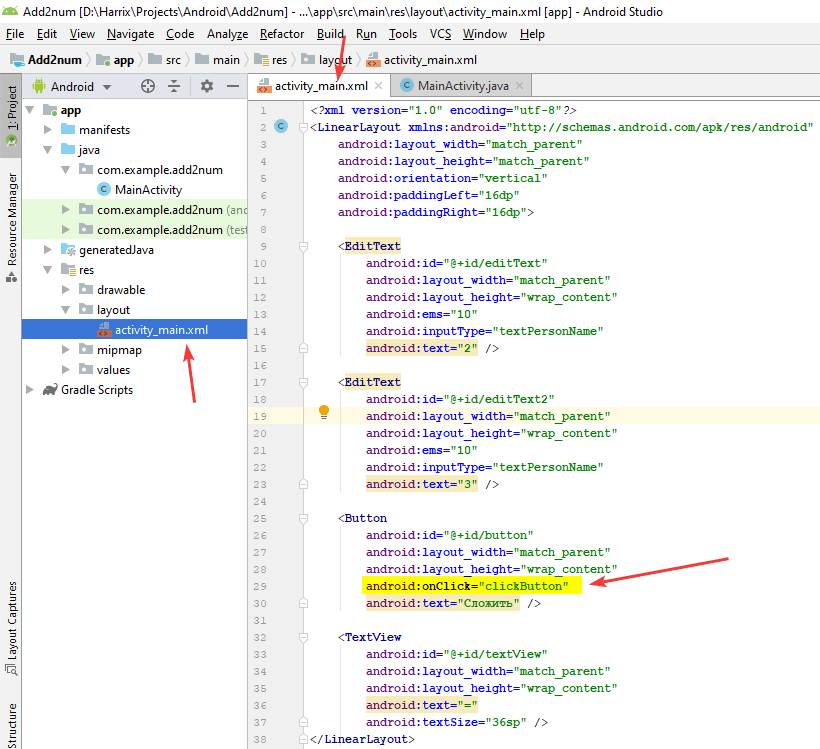 Add2num [D:\Harrix\Projects\Android\Add2num] - ...\app\src\main\res\layout\activity_main.xml [app] - Android Studio
File Edit View Navigate Code Analyze Refactor Build Run Tools VCS Window Help
Add2num app src main res layout activity_main.xml
1: Project
Resource Manager
Layout Captures
Structure
Android
app
manifests
java
com.example.add2num
MainActivity
com.example.add2num (and
com.example.add2num (test
generatedJava
res
drawable
layout
activity_main.xml
mipmap
values
Gradle Scripts
activity_main.xml MainActivity.java
1 <?xml version="1.0" encoding="utf-8"?>
2 <LinearLayout xmlns:android="http://schemas.android.com/apk/res/android"
3 android:layout_width="match_parent"
4 android:layout_height="match_parent"
5 android:orientation="vertical"
6 android:paddingLeft="16dp"
7 android:paddingRight="16dp">
8
9 <EditText
10 android:id="@+id/editText"
11 android:layout_width="match_parent"
12 android:layout_height="wrap_content"
13 android:ems="10"
14 android:inputType="textPersonName"
15 android:text="2" />
16
17 <EditText
18 android:id="@+id/editText2"
19 android:layout_width="match_parent"
20 android:layout_height="wrap_content"
21 android:ems="10"
22 android:inputType="textPersonName"
23 android:text="3" />
24
25 <Button
26 android:id="@+id/button"
27 android:layout_width="match_parent"
28 android:layout_height="wrap_content"
29 android:onClick="clickButton"
30 android:text="Сложить" />
31
32 <TextView
33 android:id="@+id/textView"
34 android:layout_width="match_parent"
35 android:layout_height="wrap_content"
36 android:text="="
37 android:textSize="36sp" />
38 </LinearLayout>